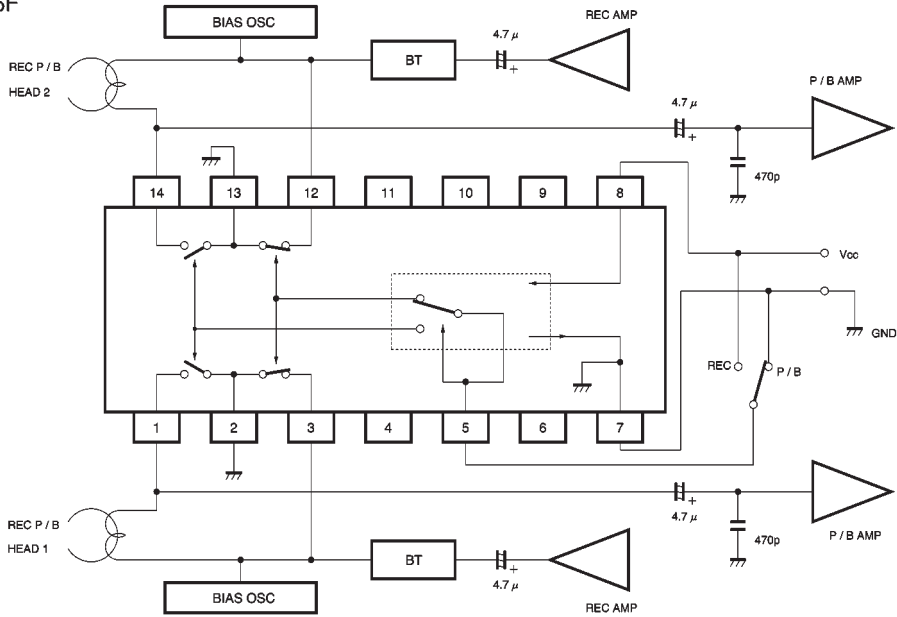 BIAS OSC
REC AMP
4.7 μ
BT
+
REC P / B
HEAD 2
P / B AMP
4.7 μ
+
470p
14
13
12
11
10
9
8
Vcc
GND
REC
P / B
1
2
3
4
5
6
7
REC P / B
HEAD 1
4.7 μ
+
470p
P / B AMP
BT
4.7 μ
+
REC AMP
BIAS OSC